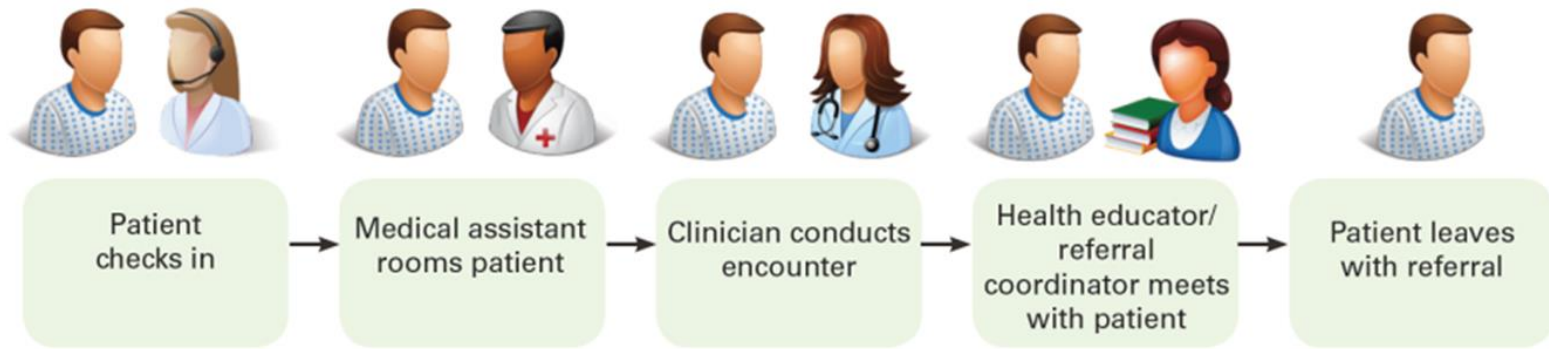 Patient
checks in
Medical assistant
rooms patient
Clinician conducts
encounter
Health educator/
referral
coordinator meets
with patient
Patient leaves
with referral